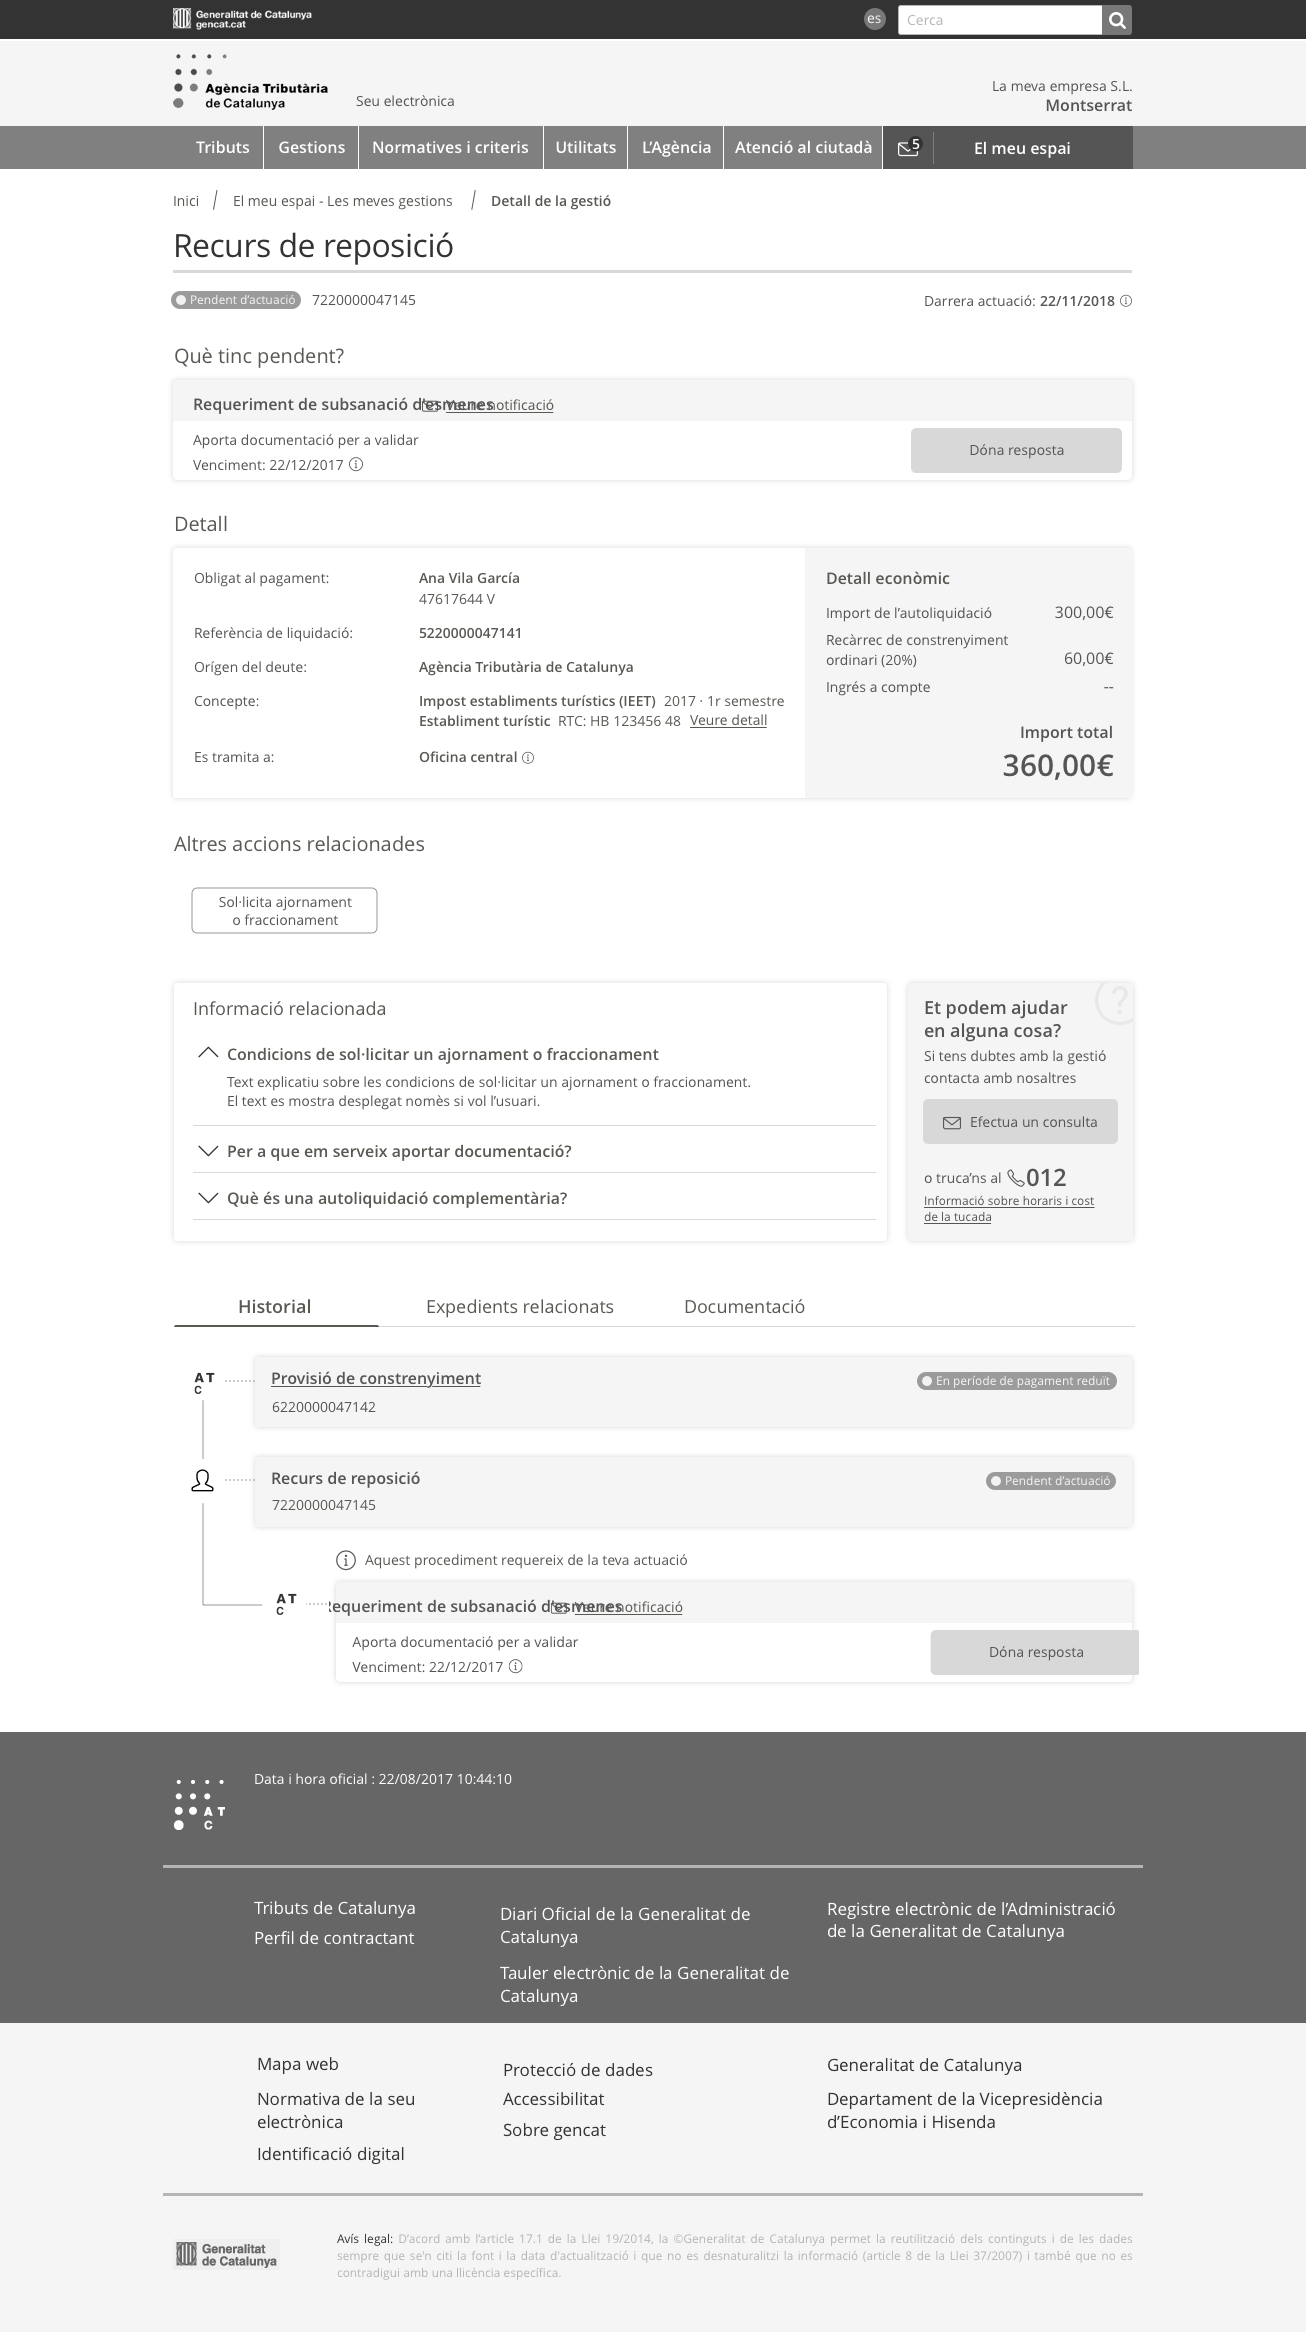 Generalitat de Catalunya
gencat.cat
es
Cerca
Agència Tributària
de Catalunya
Seu electrònica
La meva empresa S.L.
Montserrat
Tributs
Gestions
Normatives i criteris
Utilitats
L’Agència
Atenció al ciutadà
5
El meu espai
Inici / El meu espai - Les meves gestions / Detall de la gestió
Recurs de reposició
Pendent d’actuació
7220000047145
Darrera actuació: 22/11/2018
Què tinc pendent?
Requeriment de subsanació d’esmenes
Veure notificació
Aporta documentació per a validar
Venciment: 22/12/2017
Dóna resposta
Detall
Obligat al pagament:
Ana Vila García
47617644 V
Referència de liquidació:
5220000047141
Orígen del deute:
Agència Tributària de Catalunya
Concepte:
Impost establiments turístics (IEET) 2017 · 1r semestre
Establiment turístic RTC: HB 123456 48 Veure detall
Es tramita a:
Oficina central
Detall econòmic
Import de l’autoliquidació
300,00€
Recàrrec de constrenyiment
ordinari (20%)
60,00€
Ingrés a compte
--
Import total
360,00€
Altres accions relacionades
Sol·licita ajornament
o fraccionament
Informació relacionada
Condicions de sol·licitar un ajornament o fraccionament
Text explicatiu sobre les condicions de sol·licitar un ajornament o fraccionament.
El text es mostra desplegat nomès si vol l’usuari.
Per a que em serveix aportar documentació?
Què és una autoliquidació complementària?
?
Et podem ajudar
en alguna cosa?
Si tens dubtes amb la gestió
contacta amb nosaltres
Efectua un consulta
o truca’ns al 012
Informació sobre horaris i cost
de la tucada
Historial
Expedients relacionats
Documentació
A T
C
Provisió de constrenyiment
6220000047142
En període de pagament reduït
Recurs de reposició
7220000047145
Pendent d’actuació
Aquest procediment requereix de la teva actuació
A T
C
Requeriment de subsanació d’esmenes
Veure notificació
Aporta documentació per a validar
Venciment: 22/12/2017
Dóna resposta
A T
C
Data i hora oficial : 22/08/2017 10:44:10
Tributs de Catalunya
Perfil de contractant
Diari Oficial de la Generalitat de
Catalunya
Tauler electrònic de la Generalitat de
Catalunya
Registre electrònic de l’Administració
de la Generalitat de Catalunya
Mapa web
Normativa de la seu
electrònica
Identificació digital
Protecció de dades
Accessibilitat
Sobre gencat
Generalitat de Catalunya
Departament de la Vicepresidència
d’Economia i Hisenda
Generalitat
de Catalunya
Avís legal: D’acord amb l’article 17.1 de la Llei 19/2014, la ©Generalitat de Catalunya permet la reutilització dels continguts i de les dades
sempre que se'n citi la font i la data d'actualització i que no es desnaturalitzi la informació (article 8 de la Llei 37/2007) i també que no es
contradigui amb una llicència específica.